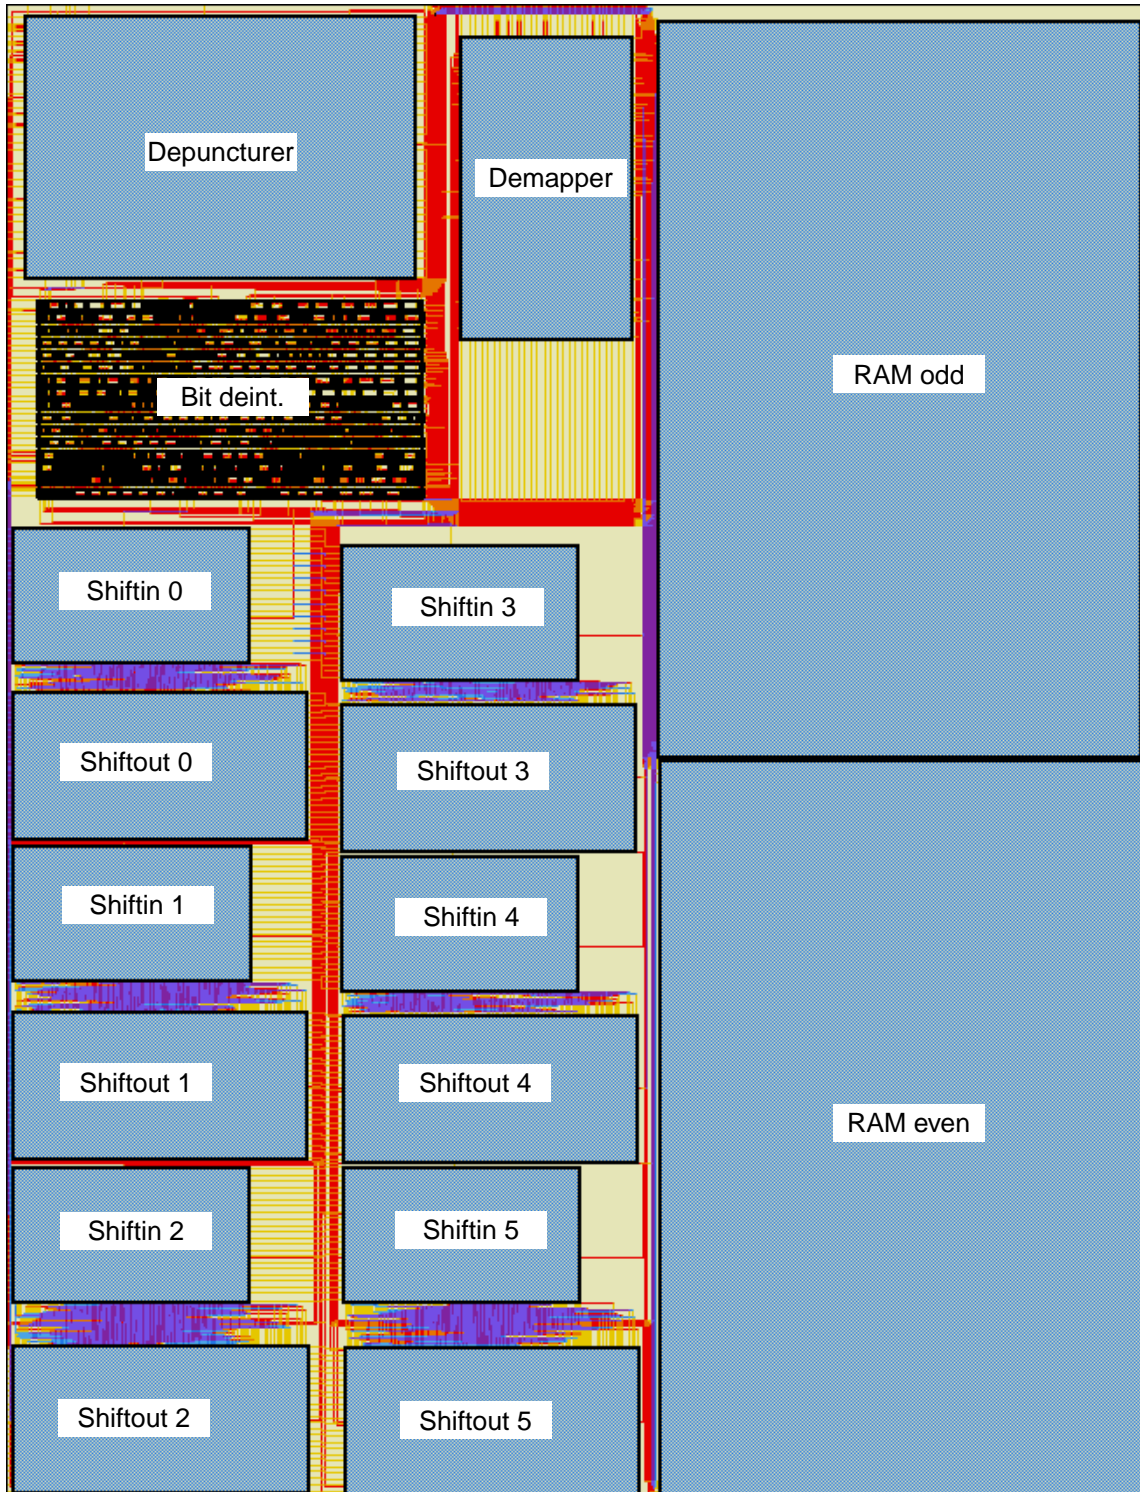 Depuncturer
Demapper
RAM odd
Bit deint.
Shiftin 0
Shiftin 3
Shiftout 0
Shiftout 3
Shiftin 1
Shiftin 4
Shiftout 1
Shiftout 4
RAM even
Shiftin 2
Shiftin 5
Shiftout 2
Shiftout 5